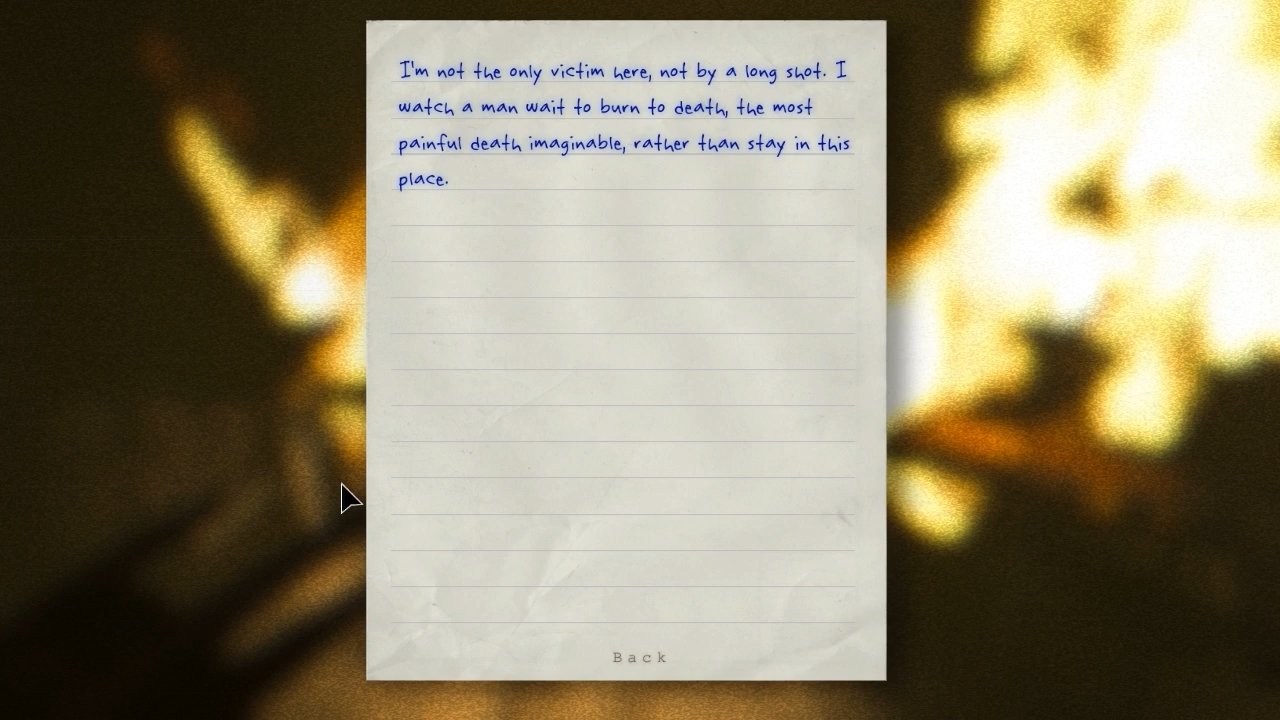 I'm not the only victim here, not by a long shot. I
watch a man wait to burn to death, the most
painful death imaginable, rather than stay in this
place.
Back